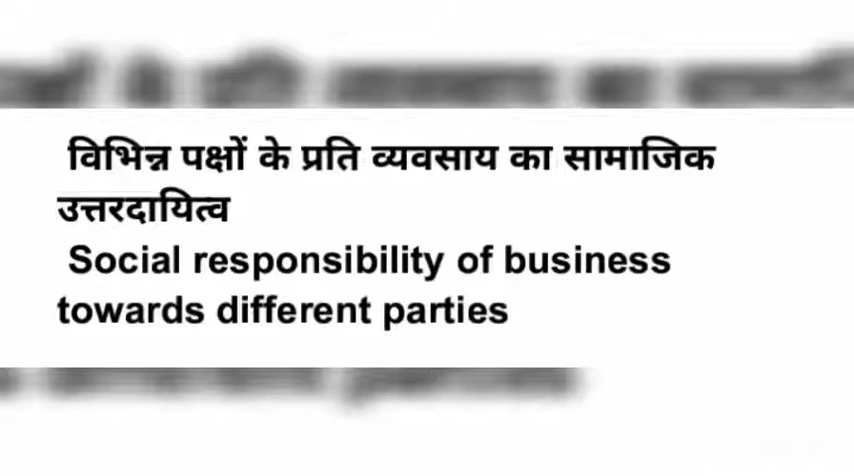 विभिन्न पक्षों के प्रति व्यवसाय का सामाजिक
उत्तरदायित्व
Social responsibility of business
towards different parties